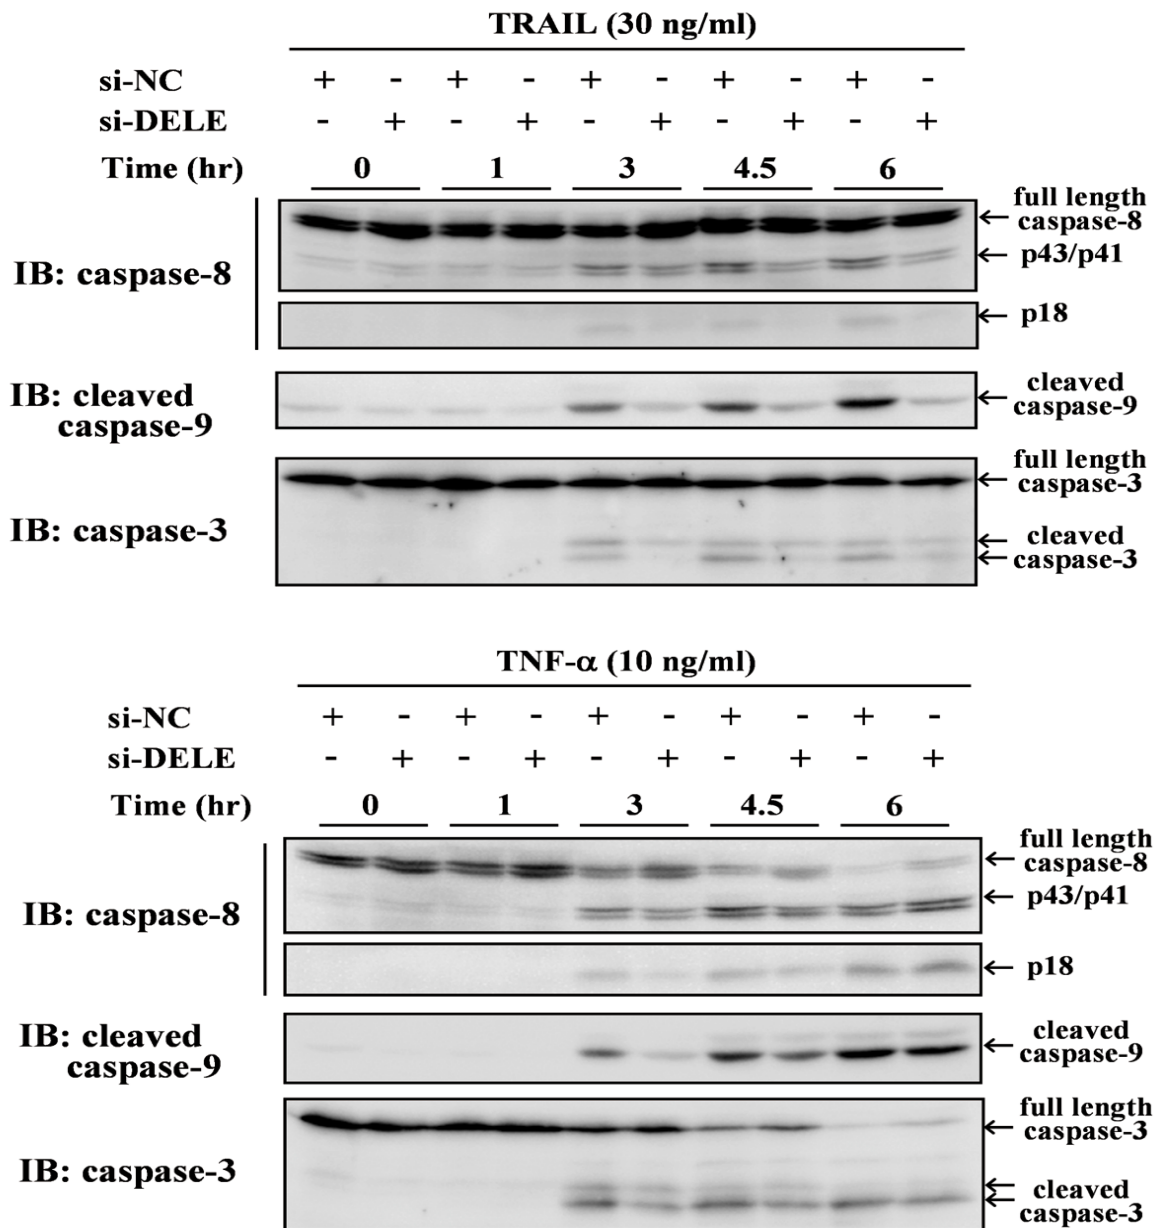 TRAIL (30 ng/ml)
si-NC + - + - + - + - + -
si-DELE - + - + - + - + - +
Time (hr) 0 1 3 4.5 6
IB: caspase-8
full length
caspase-8
p43/p41
p18
IB: cleaved
caspase-9
cleaved
caspase-9
IB: caspase-3
full length
caspase-3
cleaved
caspase-3
TNF-α (10 ng/ml)
si-NC + - + - + - + - + -
si-DELE - + - + - + - + - +
Time (hr) 0 1 3 4.5 6
IB: caspase-8
full length
caspase-8
p43/p41
p18
IB: cleaved
caspase-9
cleaved
caspase-9
IB: caspase-3
full length
caspase-3
cleaved
caspase-3